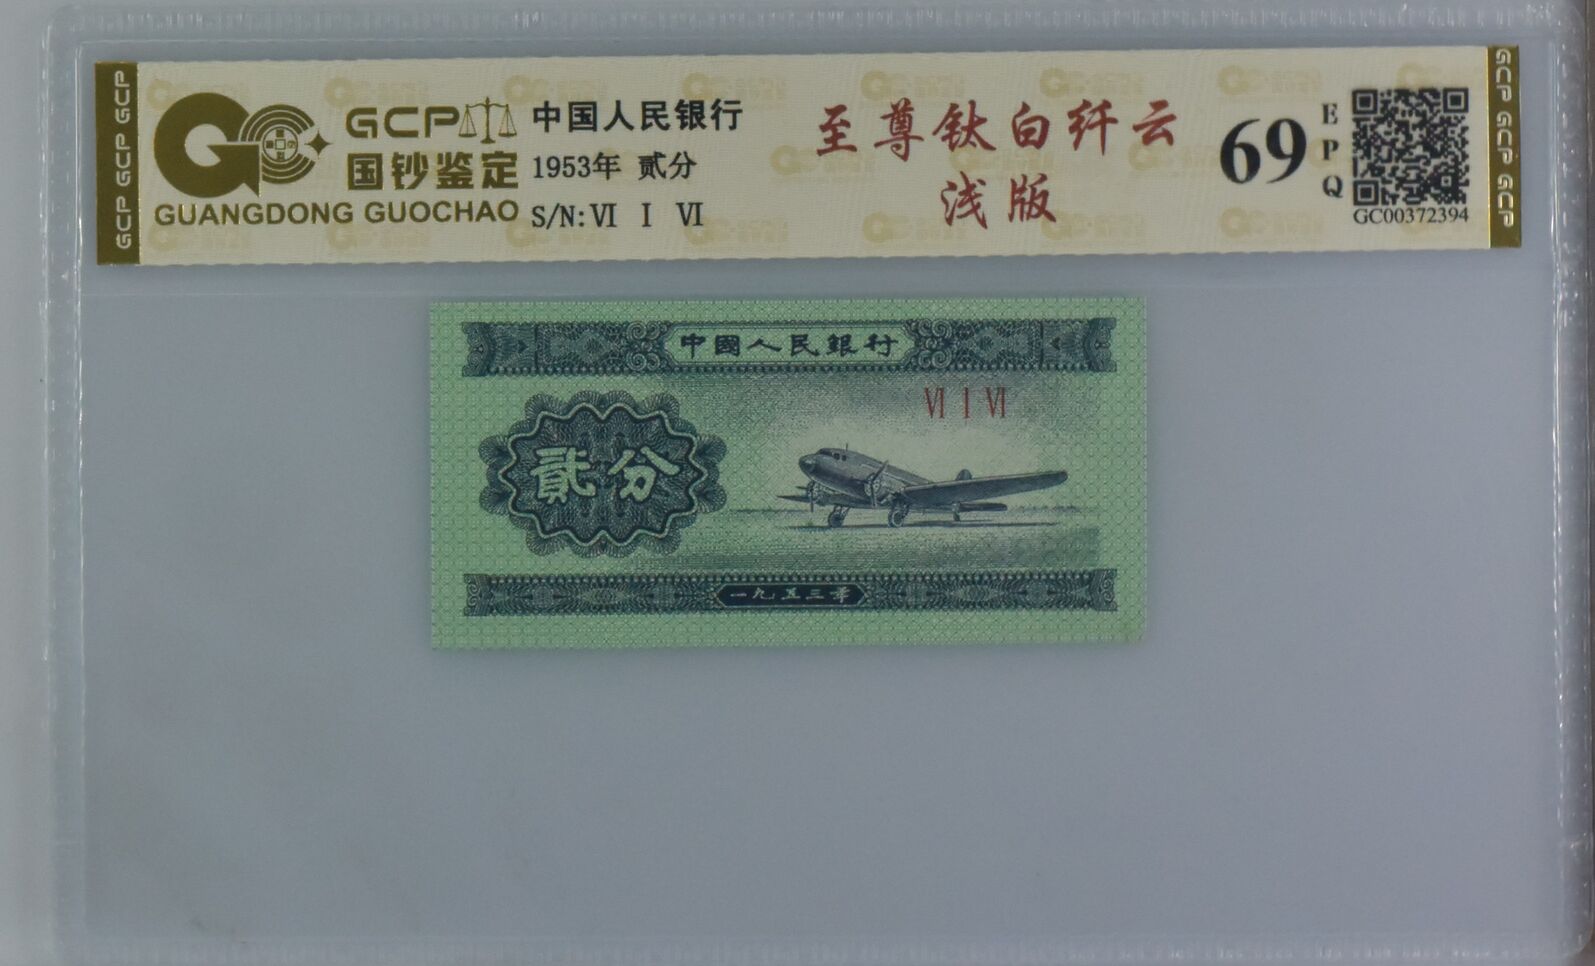 GCP GCP GCP
GCP
国钞鉴定
GUANGDONG GUOCHAO
中国人民银行
1953年 贰分
S/N: VI I VI
至尊钛白纤云
浅版
69
EPQ
GC00372394
GCP GCP GCP
中國人民銀行
VI I VI
貳分
一九五三年